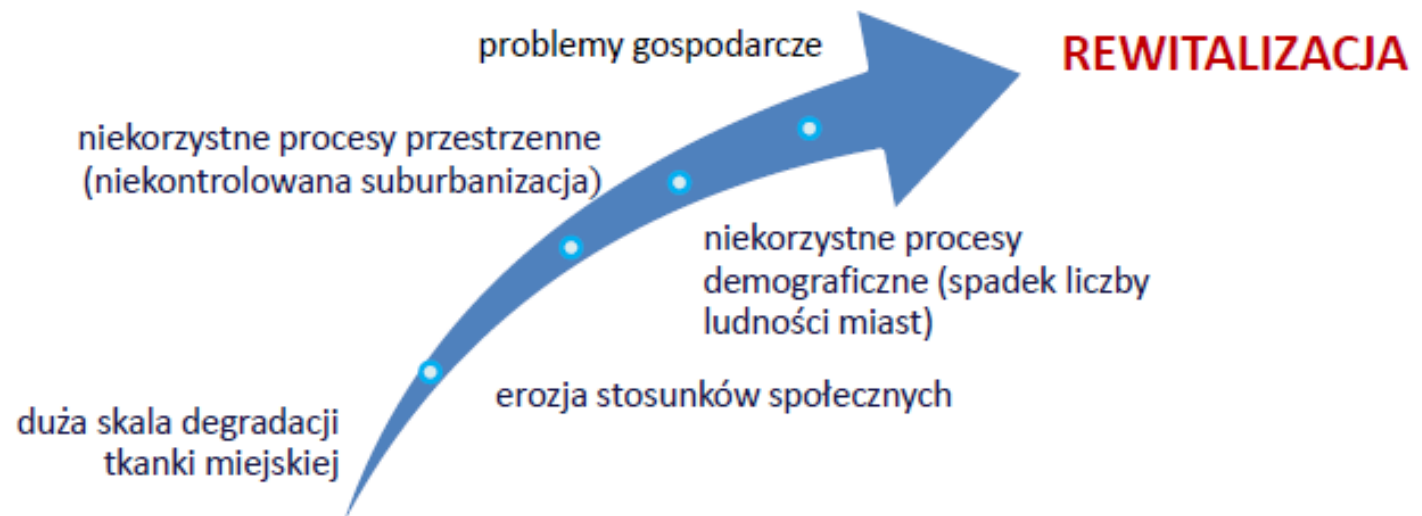 problemy gospodarcze
REWITALIZACJA
niekorzystne procesy przestrzenne
(niekontrolowana suburbanizacja)
niekorzystne procesy
demograficzne (spadek liczby
ludności miast)
erozja stosunków społecznych
duża skala degradacji
tkanki miejskiej